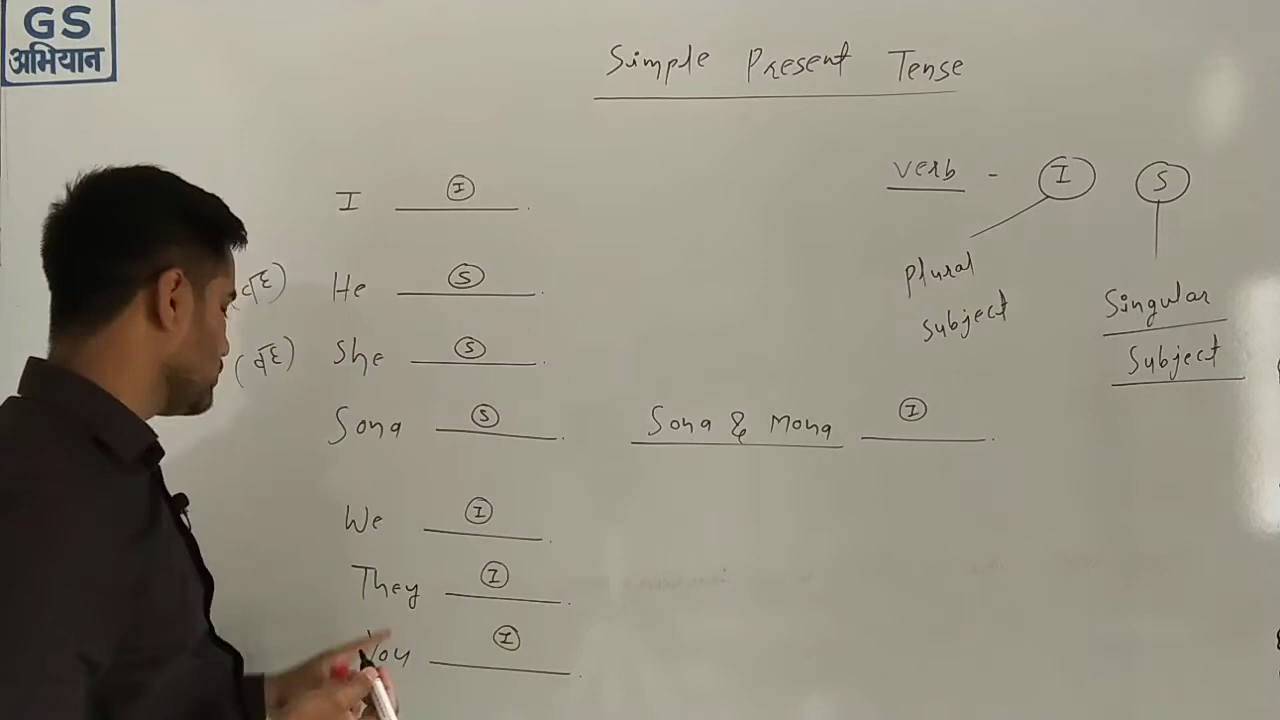 GS
अभियान
Simple Present Tense
verb - I S
plural subject
Singular Subject
I I .
(वह) He S .
(वह) She S .
Sona S .
Sona & Mona I .
We I .
They I .
You I .